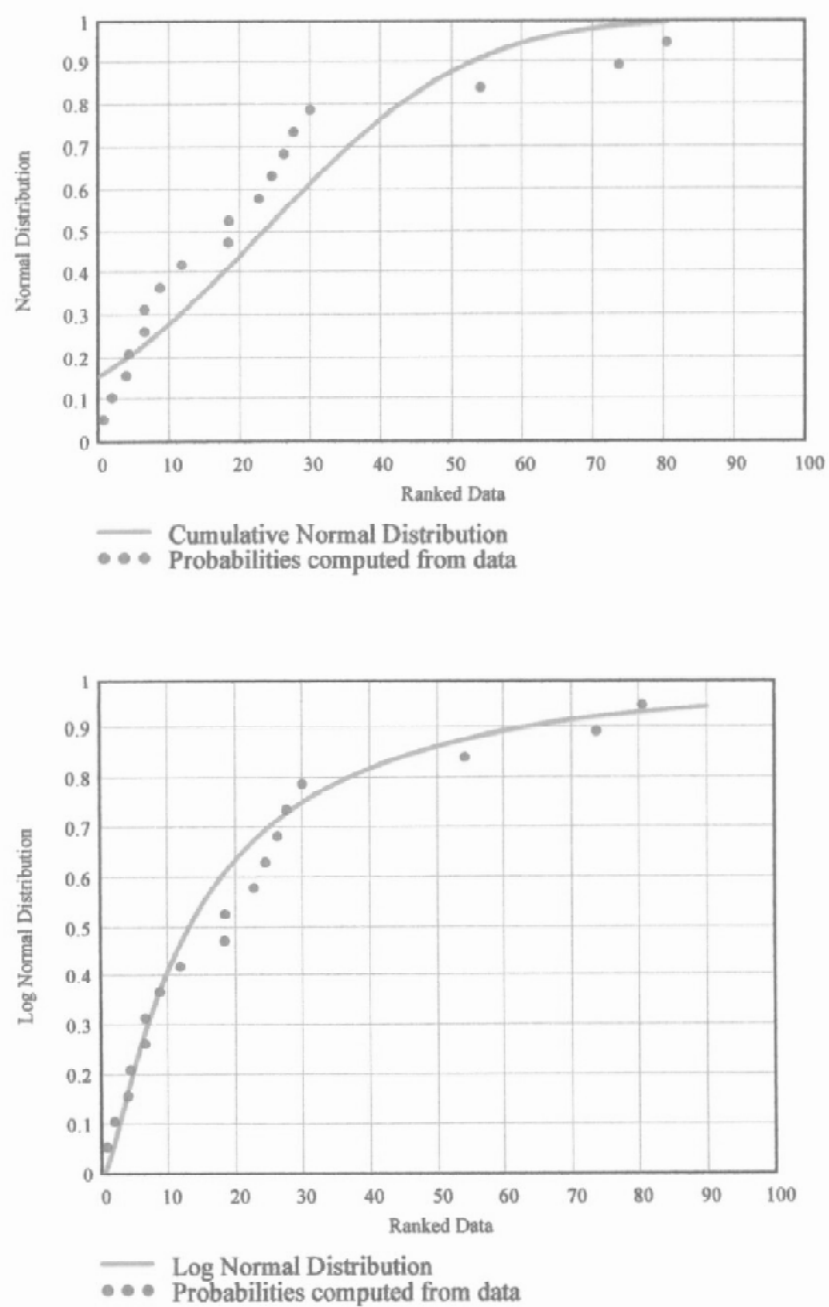 1
0.9
0.8
0.7
0.6
0.5
0.4
0.3
0.2
0.1
0
Normal Distribution
0 10 20 30 40 50 60 70 80 90 100
Ranked Data
Cumulative Normal Distribution
Probabilities computed from data
1
0.9
0.8
0.7
0.6
0.5
0.4
0.3
0.2
0.1
0
Log Normal Distribution
0 10 20 30 40 50 60 70 80 90 100
Ranked Data
Log Normal Distribution
Probabilities computed from data